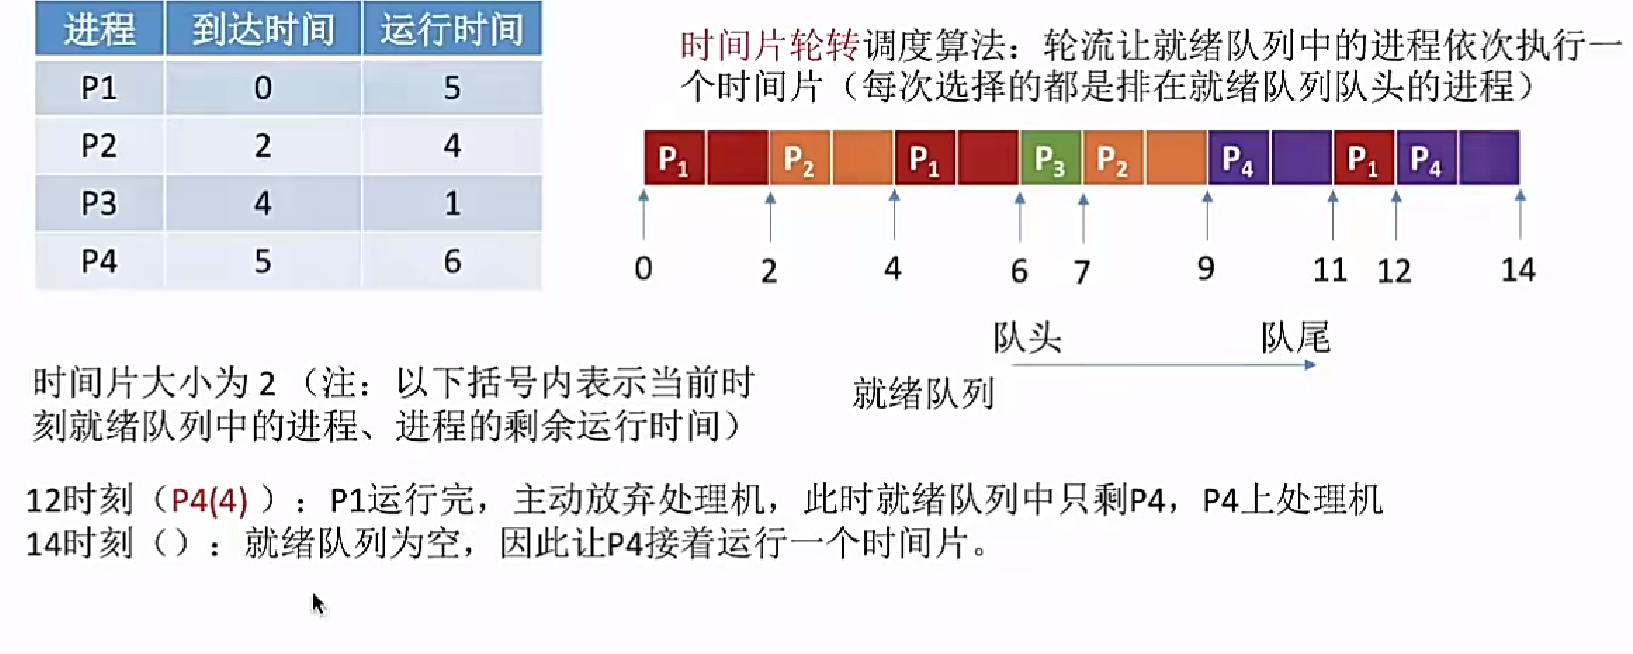 进程 到达时间 运行时间
P1 0 5
P2 2 4
P3 4 1
P4 5 6
时间片轮转调度算法：轮流让就绪队列中的进程依次执行一
个时间片（每次选择的都是排在就绪队列队头的进程）
P1 P2 P1 P3 P2 P4 P1 P4
0 2 4 6 7 9 11 12 14
队头 队尾
就绪队列
时间片大小为 2（注：以下括号内表示当前时
刻就绪队列中的进程、进程的剩余运行时间）
12时刻（P4(4) ）：P1运行完，主动放弃处理机，此时就绪队列中只剩P4，P4上处理机
14时刻（）：就绪队列为空，因此让P4接着运行一个时间片。